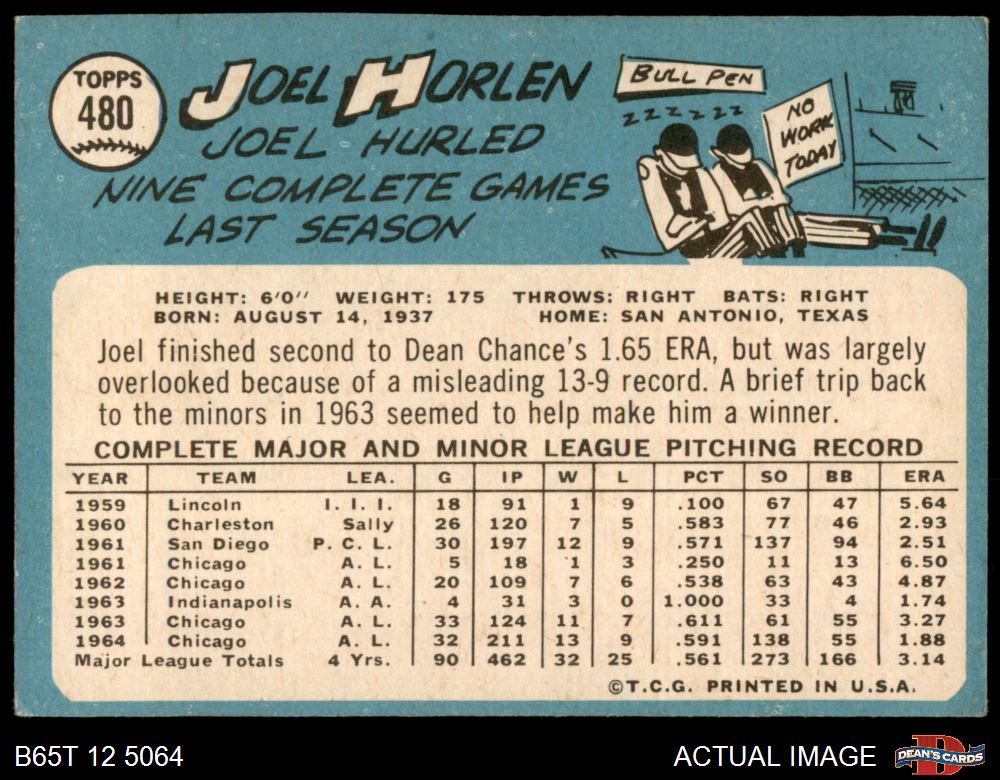 TOPPS
480
JOEL HORLEN
JOEL HURLED
NINE COMPLETE GAMES
LAST SEASON
BULL PEN
ZZZZZZ
NO
WORK
TODAY
HEIGHT: 6'0" WEIGHT: 175 THROWS: RIGHT BATS: RIGHT
BORN: AUGUST 14, 1937 HOME: SAN ANTONIO, TEXAS
Joel finished second to Dean Chance's 1.65 ERA, but was largely
overlooked because of a misleading 13-9 record. A brief trip back
to the minors in 1963 seemed to help make him a winner.
COMPLETE MAJOR AND MINOR LEAGUE PITCHING RECORD
YEAR TEAM LEA. G IP W L PCT SO BB ERA
1959 Lincoln I. I. I. 18 91 1 9 .100 67 47 5.64
1960 Charleston Sally 26 120 7 5 .583 77 46 2.93
1961 San Diego P. C. L. 30 197 12 9 .571 137 94 2.51
1961 Chicago A. L. 5 18 1 3 .250 11 13 6.50
1962 Chicago A. L. 20 109 7 6 .538 63 43 4.87
1963 Indianapolis A. A. 4 31 3 0 1.000 33 4 1.74
1963 Chicago A. L. 33 124 11 7 .611 61 55 3.27
1964 Chicago A. L. 32 211 13 9 .591 138 55 1.88
Major League Totals 4 Yrs. 90 462 32 25 .561 273 166 3.14
©T.C.G. PRINTED IN U.S.A.
B65T 12 5064 ACTUAL IMAGE DEAN'S CARDS